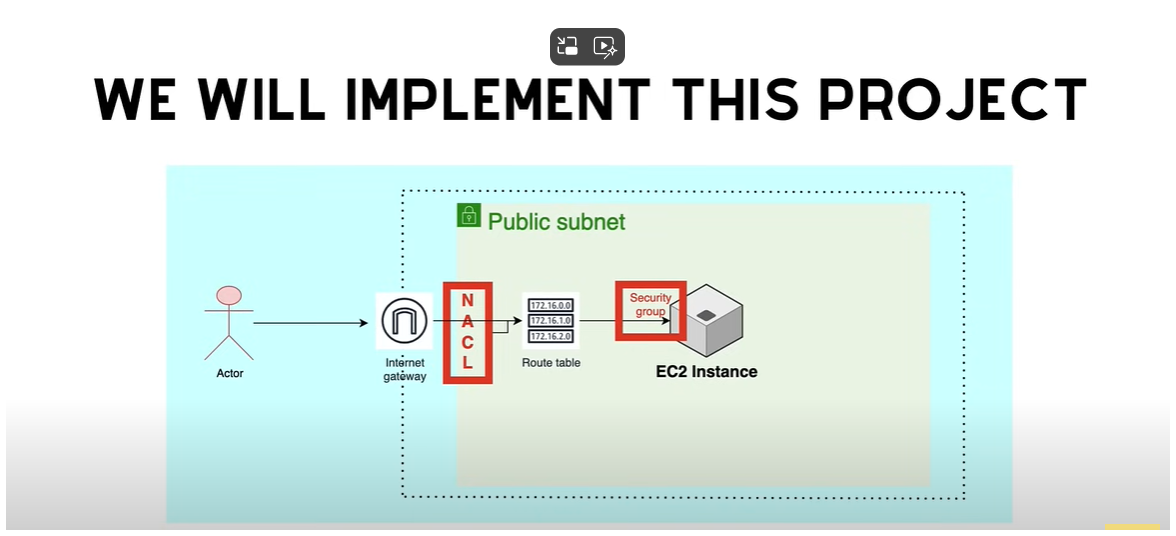 WE WILL IMPLEMENT THIS PROJECT
Public subnet
N
A
C
L
172.16.0.0
172.16.1.0
172.16.2.0
Security
group
Actor
Internet
gateway
Route table
EC2 Instance